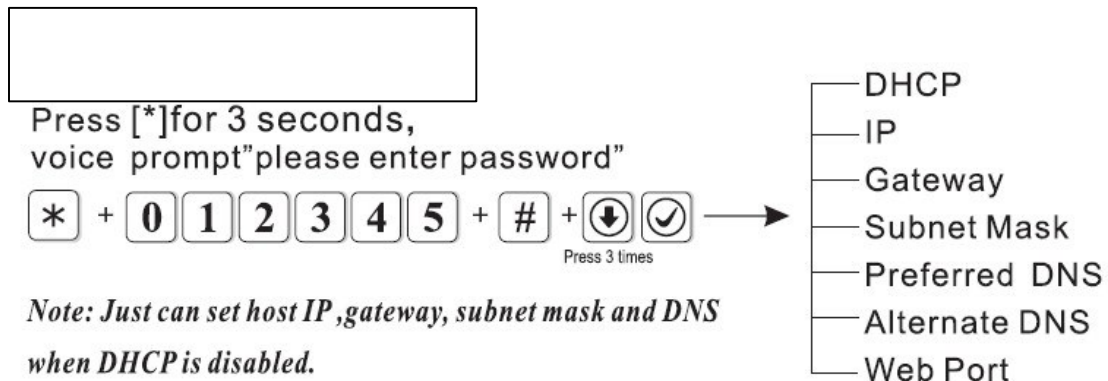 Press [*]for 3 seconds,
voice prompt"please enter password"
* + 0 1 2 3 4 5 + # +
Press 3 times
Note: Just can set host IP ,gateway, subnet mask and DNS
when DHCP is disabled.
DHCP
IP
Gateway
Subnet Mask
Preferred DNS
Alternate DNS
Web Port